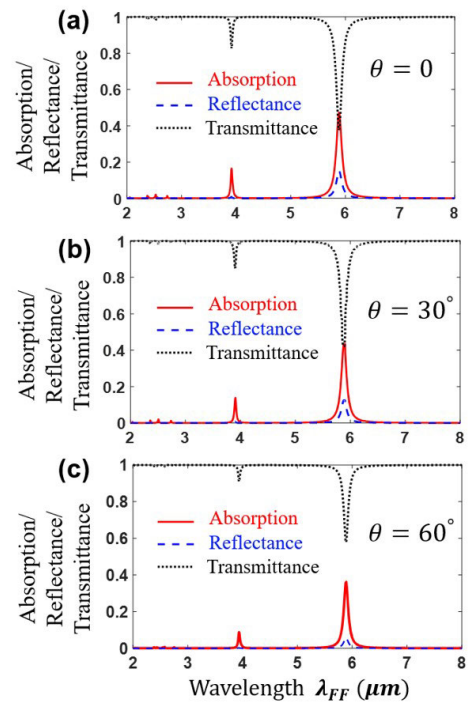 (a)
Absorption/
Reflectance/
Transmittance
1
0.8
0.6
0.4
0.2
0
Absorption
Reflectance
Transmittance
θ = 0
2 3 4 5 6 7 8
(b)
Absorption/
Reflectance/
Transmittance
1
0.8
0.6
0.4
0.2
0
Absorption
Reflectance
Transmittance
θ = 30°
2 3 4 5 6 7 8
(c)
Absorption/
Reflectance/
Transmittance
1
0.8
0.6
0.4
0.2
0
Absorption
Reflectance
Transmittance
θ = 60°
2 3 4 5 6 7 8
Wavelength λFF (μm)